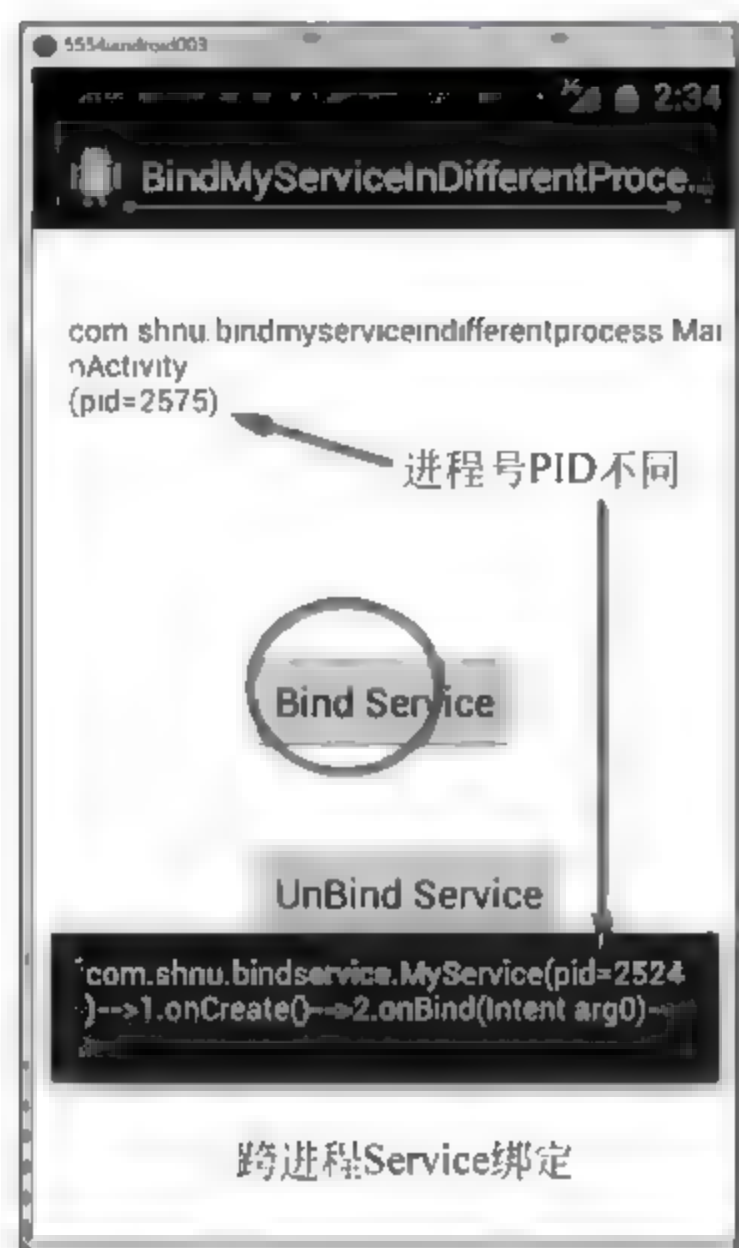 5554:android003
2:34
BindMyServiceInDifferentProce...
com.shnu.bindmyserviceindifferentprocess.Mai
nActivity
(pid=2575)
进程号PID不同
Bind Service
UnBind Service
com.shnu.bindservice.MyService(pid=2524
)-->1.onCreate()-->2.onBind(Intent arg0)--
跨进程Service绑定